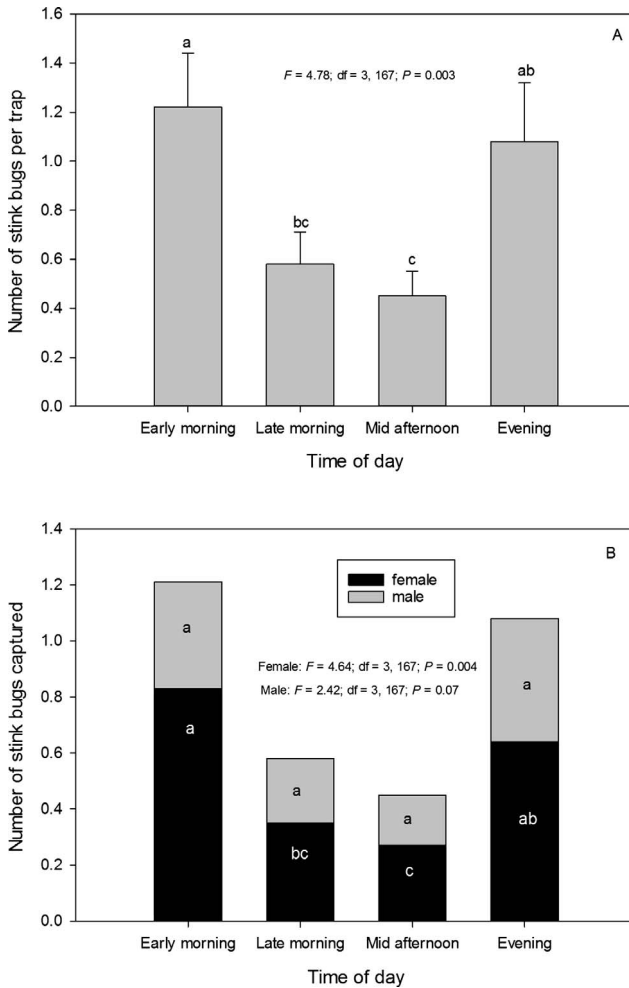 A
Number of stink bugs per trap
1.6
1.4
1.2
1.0
0.8
0.6
0.4
0.2
0.0
a
F = 4.78; df = 3, 167; P = 0.003
ab
bc
c
Early morning Late morning Mid afternoon Evening
Time of day
B
Number of stink bugs captured
1.4
1.2
1.0
0.8
0.6
0.4
0.2
0.0
female
male
Female: F = 4.64; df = 3, 167; P = 0.004
Male: F = 2.42; df = 3, 167; P = 0.07
a
a
a
bc
a
c
a
ab
Early morning Late morning Mid afternoon Evening
Time of day